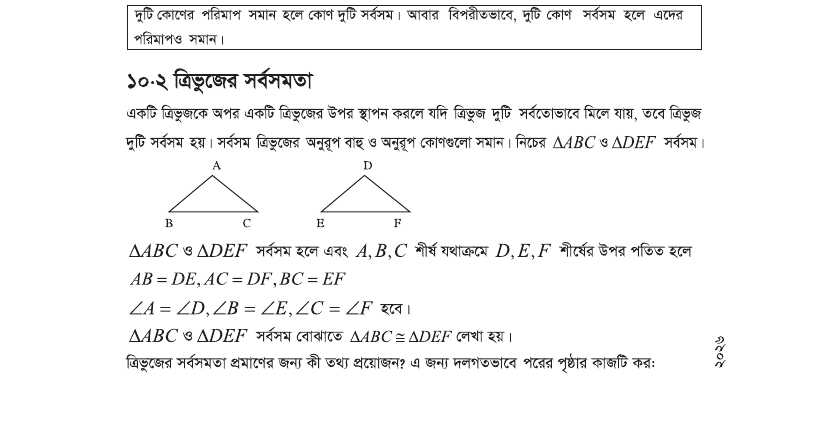 দুটি কোণের পরিমাপ সমান হলে কোণ দুটি সর্বসম। আবার বিপরীতভাবে, দুটি কোণ সর্বসম হলে এদের
পরিমাপও সমান।
১০·২ ত্রিভুজের সর্বসমতা
একটি ত্রিভুজকে অপর একটি ত্রিভুজের উপর স্থাপন করলে যদি ত্রিভুজ দুটি সর্বতোভাবে মিলে যায়, তবে ত্রিভুজ
দুটি সর্বসম হয়। সর্বসম ত্রিভুজের অনুরূপ বাহু ও অনুরূপ কোণগুলো সমান। নিচের ΔABC ও ΔDEF সর্বসম।
A D
B C E F
ΔABC ও ΔDEF সর্বসম হলে এবং A, B, C শীর্ষ যথাক্রমে D, E, F শীর্ষের উপর পতিত হলে
AB = DE, AC = DF, BC = EF
∠A = ∠D, ∠B = ∠E, ∠C = ∠F হবে।
ΔABC ও ΔDEF সর্বসম বোঝাতে ΔABC ≅ ΔDEF লেখা হয়।
ত্রিভুজের সর্বসমতা প্রমাণের জন্য কী তথ্য প্রয়োজন? এ জন্য দলগতভাবে পরের পৃষ্ঠার কাজটি কর:
২০২৬